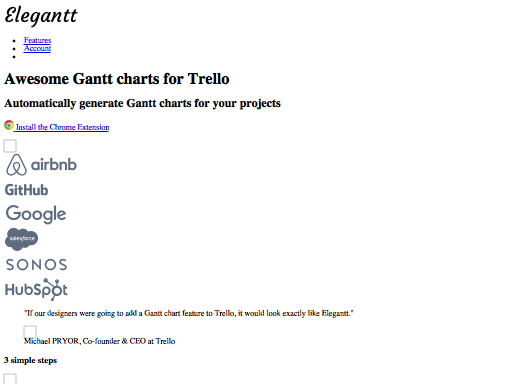 Elegantt
Features
Account
Awesome Gantt charts for Trello
Automatically generate Gantt charts for your projects
Install the Chrome Extension
airbnb
GitHub
Google
salesforce
SONOS
HubSpot
"If our designers were going to add a Gantt chart feature to Trello, it would look exactly like Elegantt."
Michael PRYOR, Co-founder & CEO at Trello
3 simple steps